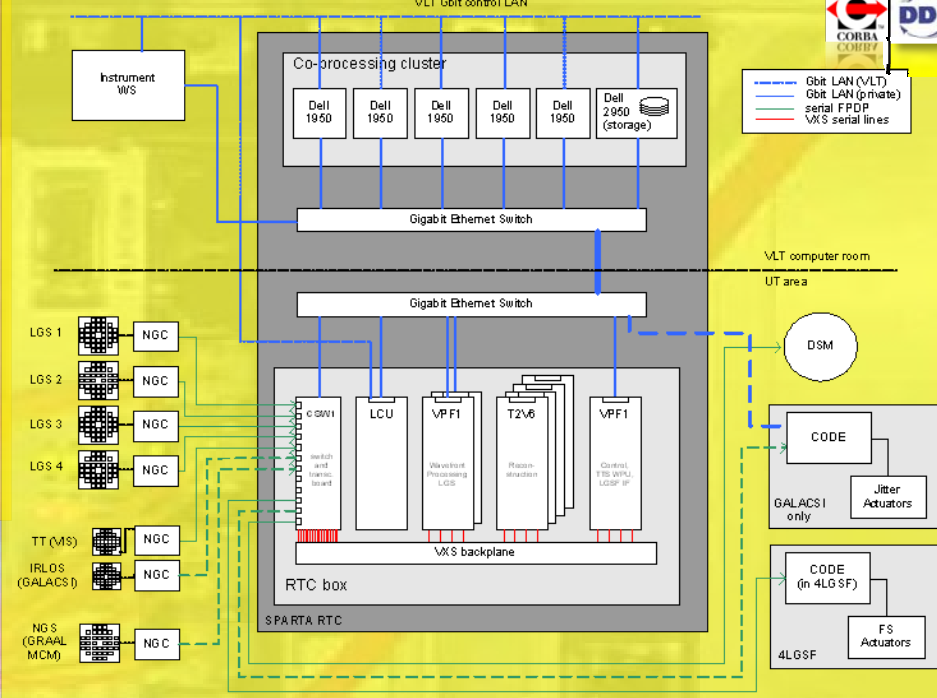 VLT Gbit control LAN
CORBA
DD
Instrument
WS
Co-processing cluster
Dell
1950
Dell
1950
Dell
1950
Dell
1950
Dell
1950
Dell
2950
(storage)
Gbit LAN (VLT)
Gbit LAN (private)
serial FPDP
VXS serial lines
Gigabit Ethernet Switch
VLT computer room
UT area
Gigabit Ethernet Switch
LGS 1
NGC
LGS 2
NGC
LGS 3
NGC
LGS 4
NGC
TT (VIS)
NGC
IRLOS
(GALACSI)
NGC
NGS
(GRAAL
MCM)
NGC
CSW1
switch
and
board
LCU
VPF1
Wavefront
Processing
LGS
T2V6
Recon-
struction
VPF1
Control,
TTS WPU,
LGSF IF
VXS backplane
RTC box
SPARTA RTC
DSM
CODE
Jitter
Actuators
GALACSI
only
CODE
(in 4LGSF)
FS
Actuators
4LGSF